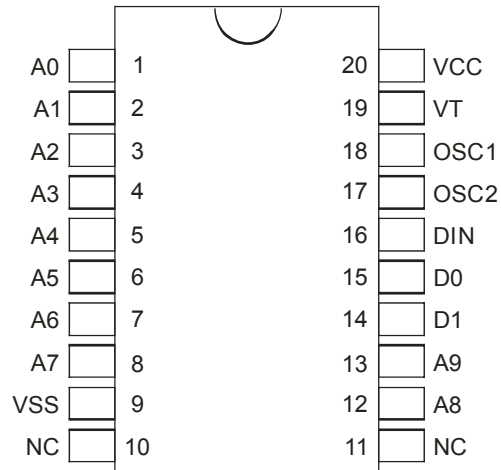 A0 1 20 VCC
A1 2 19 VT
A2 3 18 OSC1
A3 4 17 OSC2
A4 5 16 DIN
A5 6 15 D0
A6 7 14 D1
A7 8 13 A9
VSS 9 12 A8
NC 10 11 NC